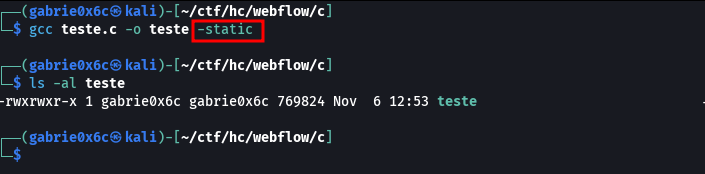 ┌──(gabrie0x6c㉿kali)-[~/ctf/hc/webflow/c]
└─$ gcc teste.c -o teste -static
┌──(gabrie0x6c㉿kali)-[~/ctf/hc/webflow/c]
└─$ ls -al teste
-rwxrwxr-x 1 gabrie0x6c gabrie0x6c 769824 Nov  6 12:53 teste
┌──(gabrie0x6c㉿kali)-[~/ctf/hc/webflow/c]
└─$